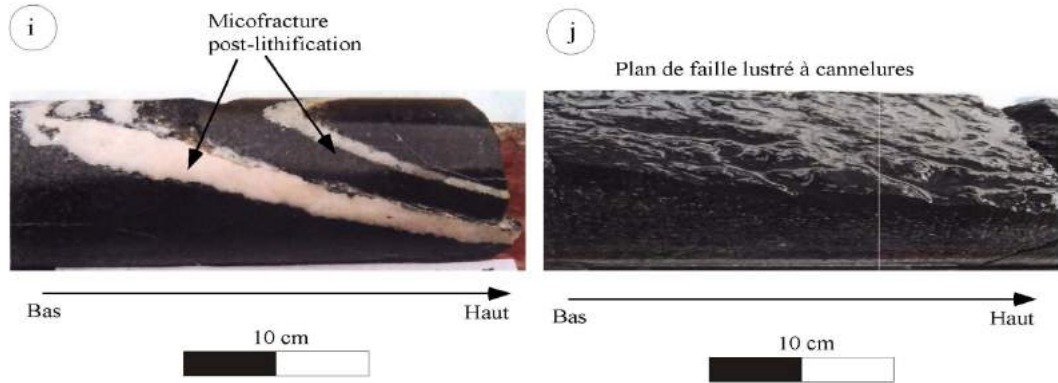 i
Micofracture
post-lithification
Bas
Haut
10 cm
j
Plan de faille lustré à cannelures
Bas
Haut
10 cm